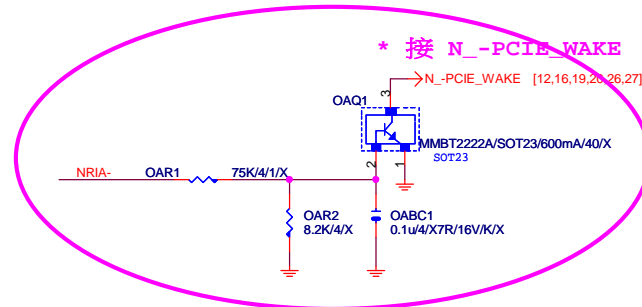 * 接 N_-PCIE_WAKE
N_-PCIE_WAKE [12,16,19,20,26,27]
OAQ1
3
MMBT2222A/SOT23/600mA/40/X
SOT23
2
1
NRIA-
OAR1
75K/4/1/X
OAR2
8.2K/4/X
OABC1
0.1u/4/X7R/16V/K/X